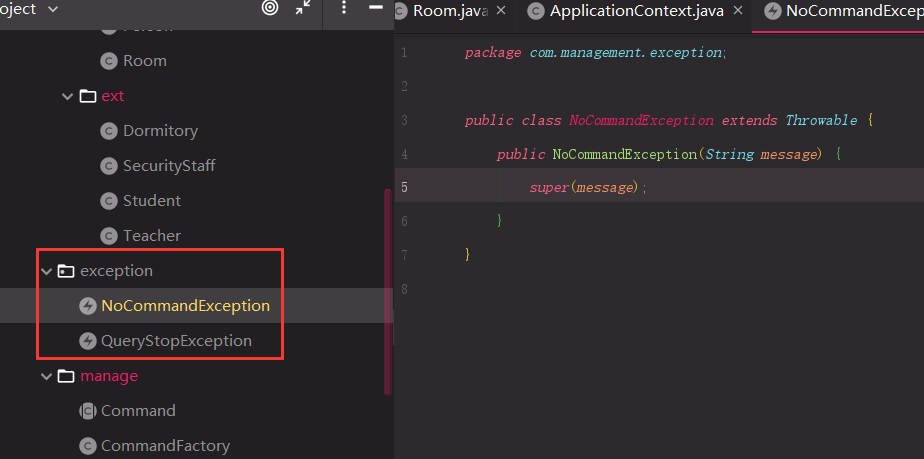 oject
Room
ext
Dormitory
SecurityStaff
Student
Teacher
exception
NoCommandException
QueryStopException
manage
Command
CommandFactory
Room.java
ApplicationContext.java
NoCommandExcep
1 package com.management.exception;
2
3 public class NoCommandException extends Throwable {
4 public NoCommandException(String message) {
5 super(message);
6 }
7 }
8